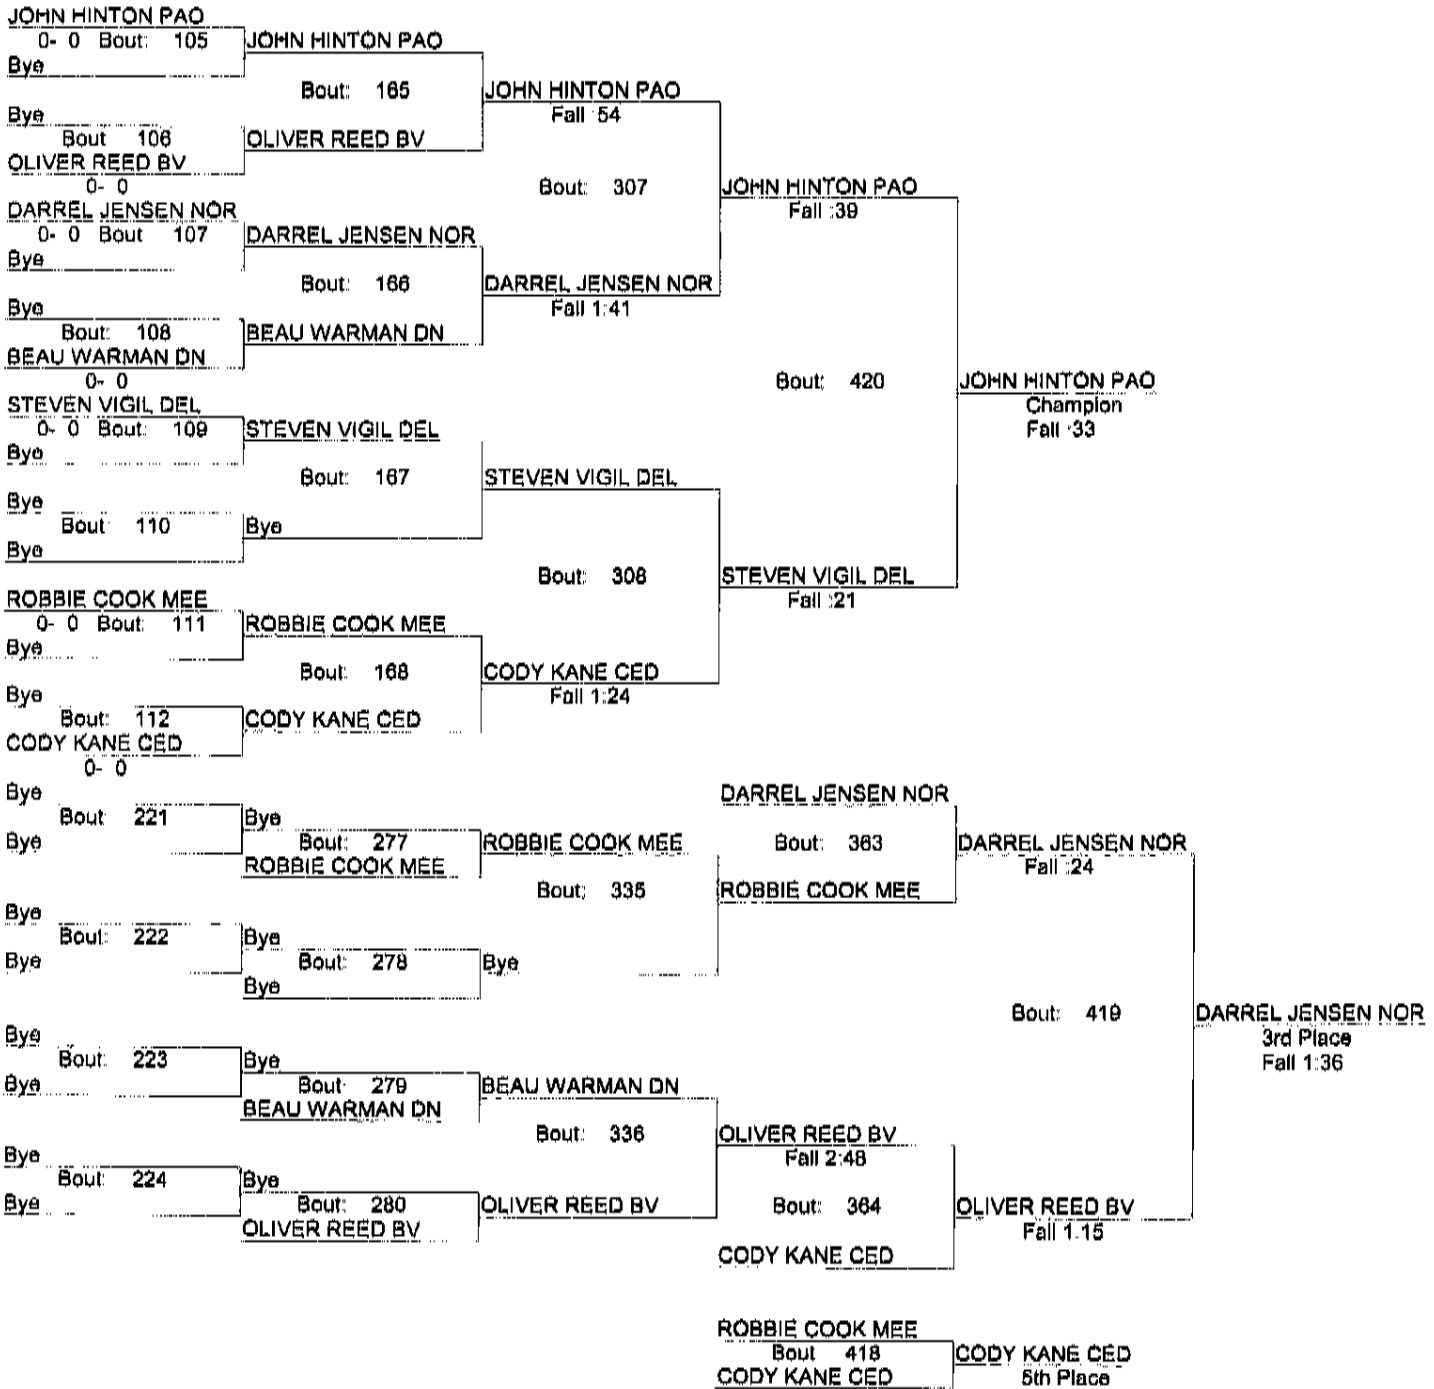 JOHN HINTON PAO
0- 0 Bout: 105
Bye
JOHN HINTON PAO
Bout: 165
Bye
Bout 106
OLIVER REED BV
0- 0
OLIVER REED BV
JOHN HINTON PAO
Fall :54
Bout: 307
DARREL JENSEN NOR
0- 0 Bout 107
Bye
DARREL JENSEN NOR
Bout: 166
Bye
Bout: 108
BEAU WARMAN DN
0- 0
BEAU WARMAN DN
DARREL JENSEN NOR
Fall 1:41
JOHN HINTON PAO
Fall :39
Bout: 420
JOHN HINTON PAO
Champion
Fall :33
STEVEN VIGIL DEL
0- 0 Bout: 109
Bye
STEVEN VIGIL DEL
Bout: 167
Bye
Bout 110
Bye
Bye
STEVEN VIGIL DEL
Bout: 308
STEVEN VIGIL DEL
Fall :21
ROBBIE COOK MEE
0- 0 Bout: 111
Bye
ROBBIE COOK MEE
Bout: 168
Bye
Bout: 112
CODY KANE CED
0- 0
CODY KANE CED
CODY KANE CED
Fall 1:24
Bye
Bout 221
Bye
Bye
Bout: 277
ROBBIE COOK MEE
ROBBIE COOK MEE
Bout: 335
Bye
Bout: 222
Bye
Bye
Bout: 278
Bye
Bye
DARREL JENSEN NOR
Bout: 363
ROBBIE COOK MEE
DARREL JENSEN NOR
Fall :24
Bout: 419
DARREL JENSEN NOR
3rd Place
Fall 1:36
Bye
Bout: 223
Bye
Bye
Bout: 279
BEAU WARMAN DN
BEAU WARMAN DN
Bout: 336
Bye
Bout: 224
Bye
Bye
Bout: 280
OLIVER REED BV
OLIVER REED BV
OLIVER REED BV
Fall 2:48
Bout: 364
CODY KANE CED
OLIVER REED BV
Fall 1:15
ROBBIE COOK MEE
Bout 418
CODY KANE CED
CODY KANE CED
5th Place